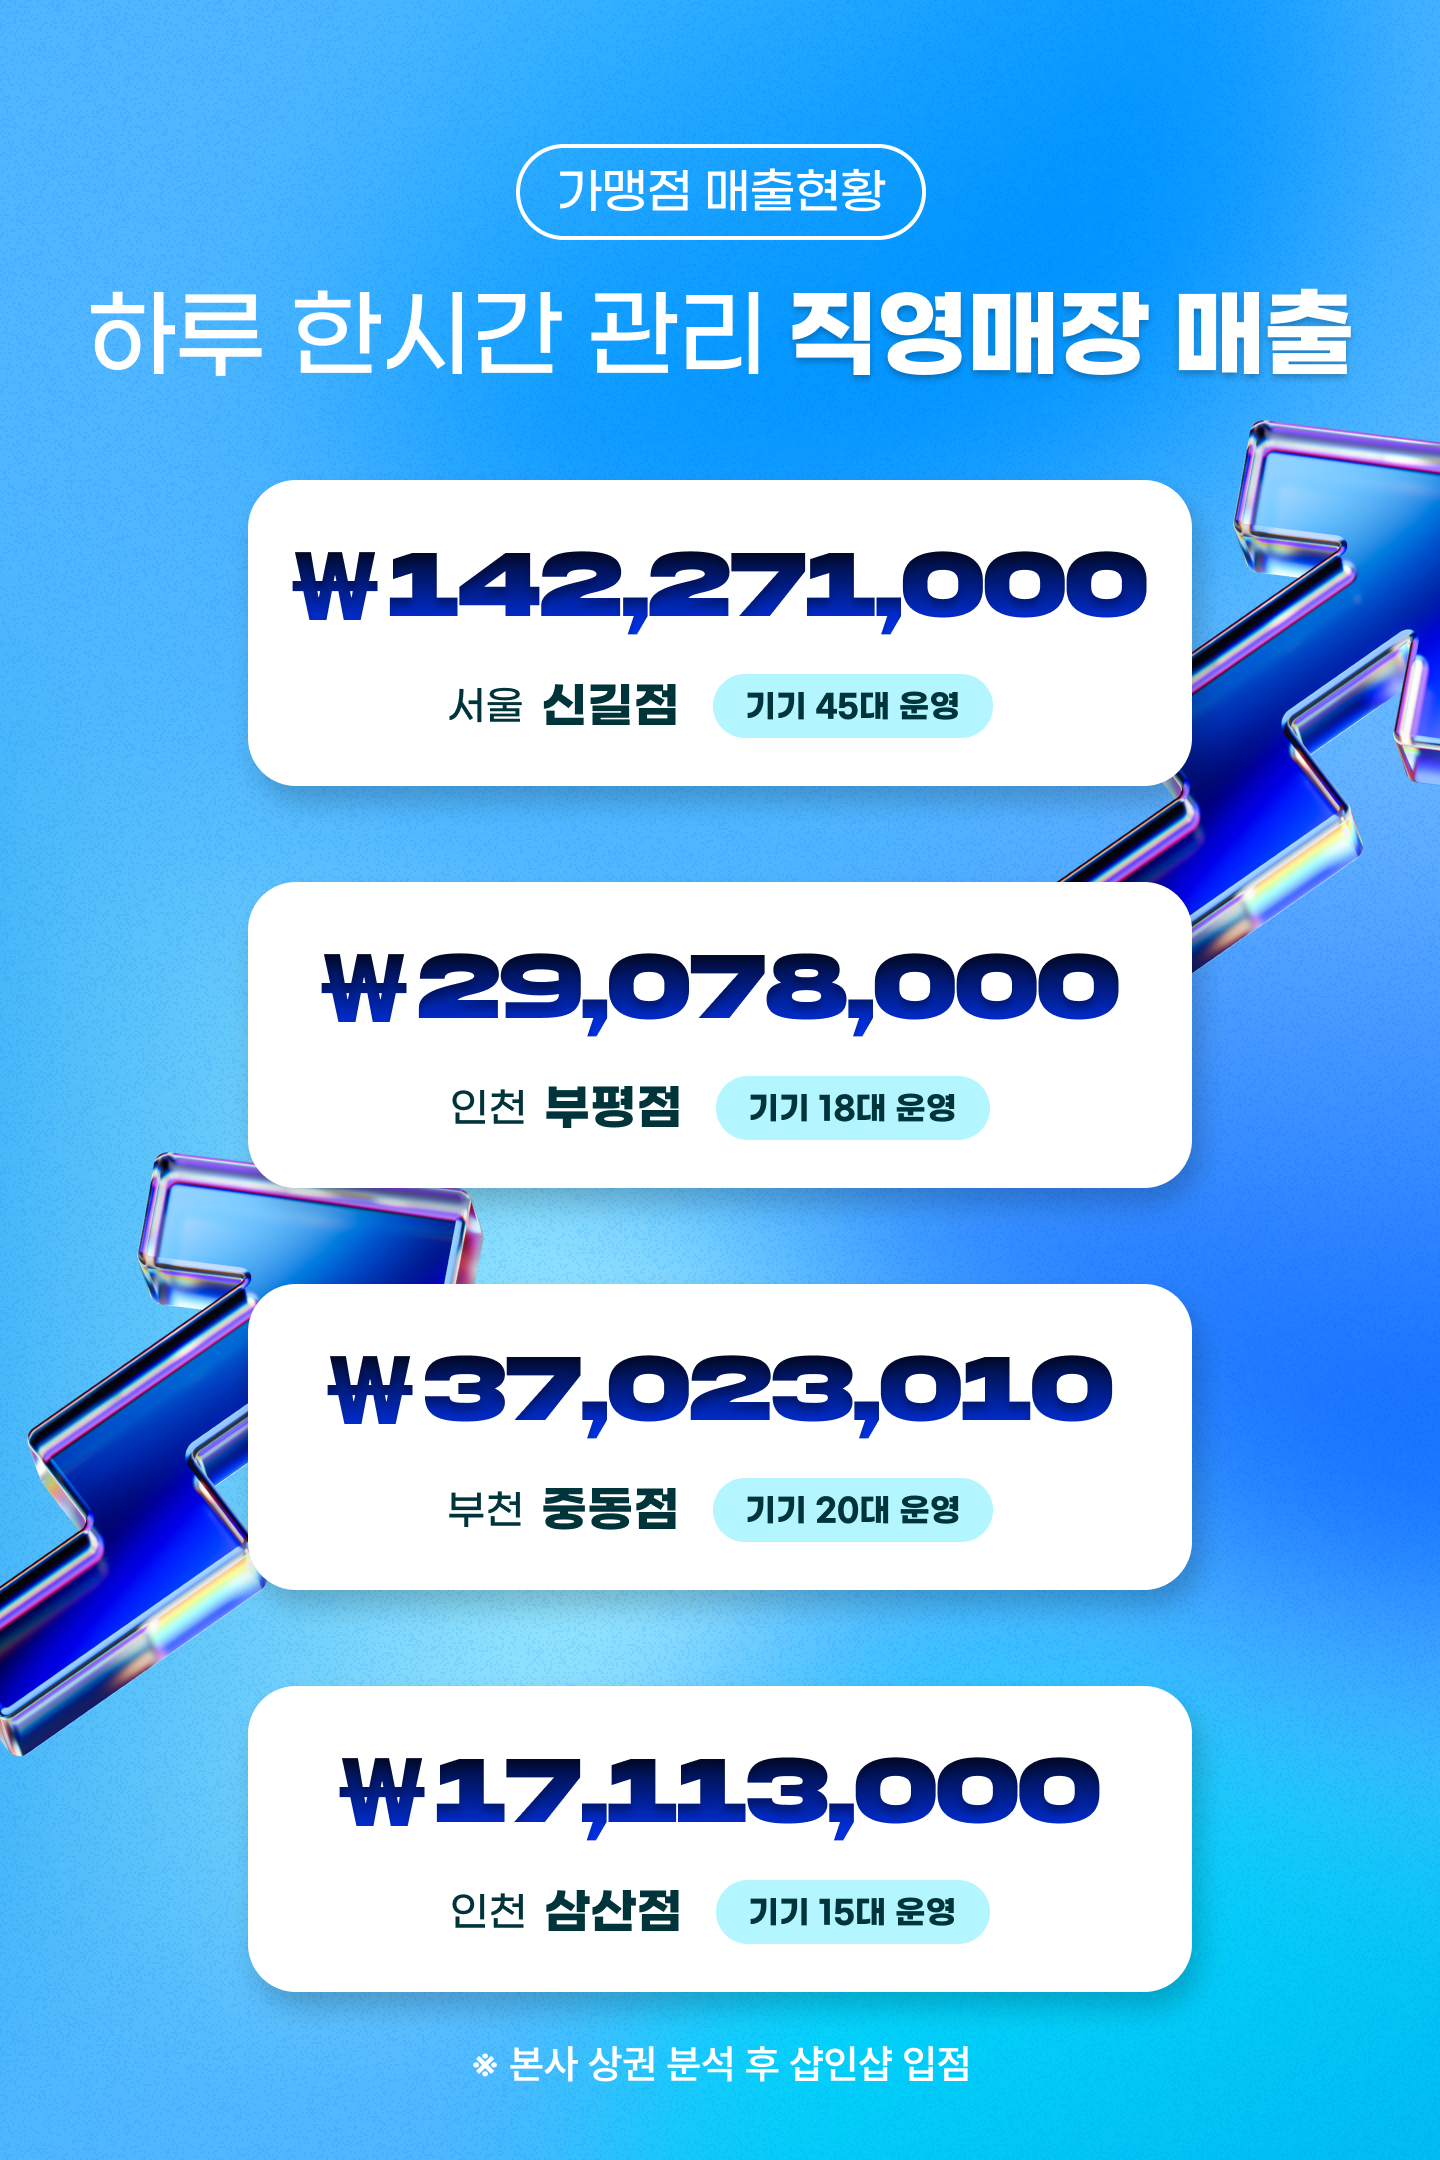 가맹점 매출현황
하루 한시간 관리 직영매장 매출
₩142,271,000
서울 신길점 기기 45대 운영
₩29,078,000
인천 부평점 기기 18대 운영
₩37,023,010
부천 중동점 기기 20대 운영
₩17,113,000
인천 삼산점 기기 15대 운영
※ 본사 상권 분석 후 샵인샵 입점